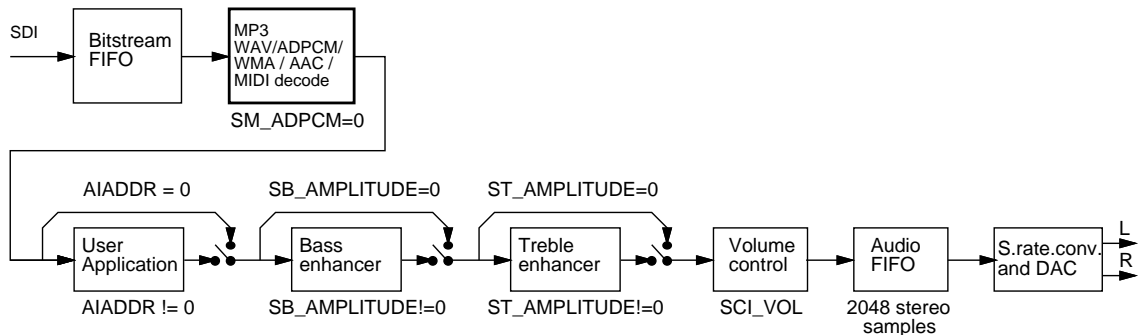 SDI
Bitstream
FIFO
MP3
WAV/ADPCM/
WMA / AAC /
MIDI decode
SM_ADPCM=0
AIADDR = 0
SB_AMPLITUDE=0
ST_AMPLITUDE=0
User
Application
Bass
enhancer
Treble
enhancer
Volume
control
Audio
FIFO
S.rate.conv.
and DAC
L
R
AIADDR != 0
SB_AMPLITUDE!=0
ST_AMPLITUDE!=0
SCI_VOL
2048 stereo
samples